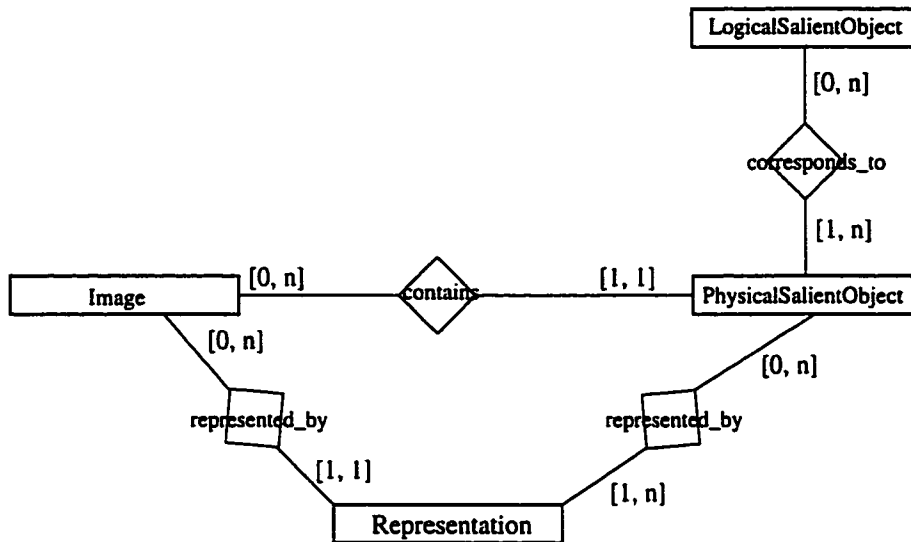 LogicalSalientObject
[0, n]
corresponds_to
[1, n]
[0, n]
contains
[1, 1]
Image
PhysicalSalientObject
[0, n]
[0, n]
represented_by
represented_by
[1, 1]
[1, n]
Representation